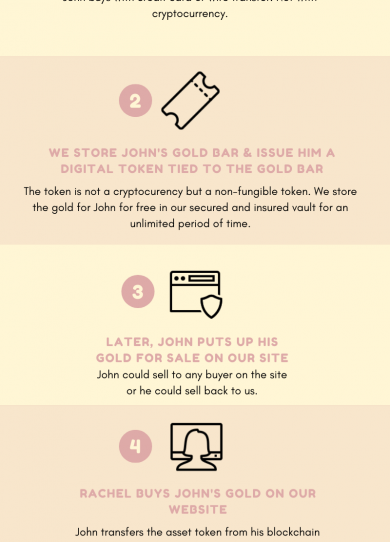 cryptocurrency.
2
WE STORE JOHN'S GOLD BAR & ISSUE HIM A
DIGITAL TOKEN TIED TO THE GOLD BAR
The token is not a cryptocurency but a non-fungible token. We store
the gold for John for free in our secured and insured vault for an
unlimited period of time.
3
LATER, JOHN PUTS UP HIS
GOLD FOR SALE ON OUR SITE
John could sell to any buyer on the site
or he could sell back to us.
4
RACHEL BUYS JOHN'S GOLD ON OUR
WEBSITE
John transfers the asset token from his blockchain